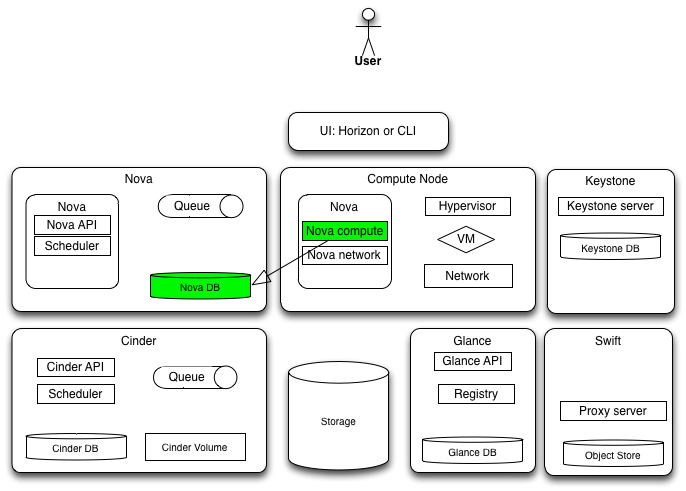 User
UI: Horizon or CLI
Nova
Nova
Nova API
Scheduler
Queue
Nova DB
Compute Node
Nova
Nova compute
Nova network
Hypervisor
VM
Network
Keystone
Keystone server
Keystone DB
Cinder
Cinder API
Scheduler
Queue
Cinder DB
Cinder Volume
Storage
Glance
Glance API
Registry
Glance DB
Swift
Proxy server
Object Store